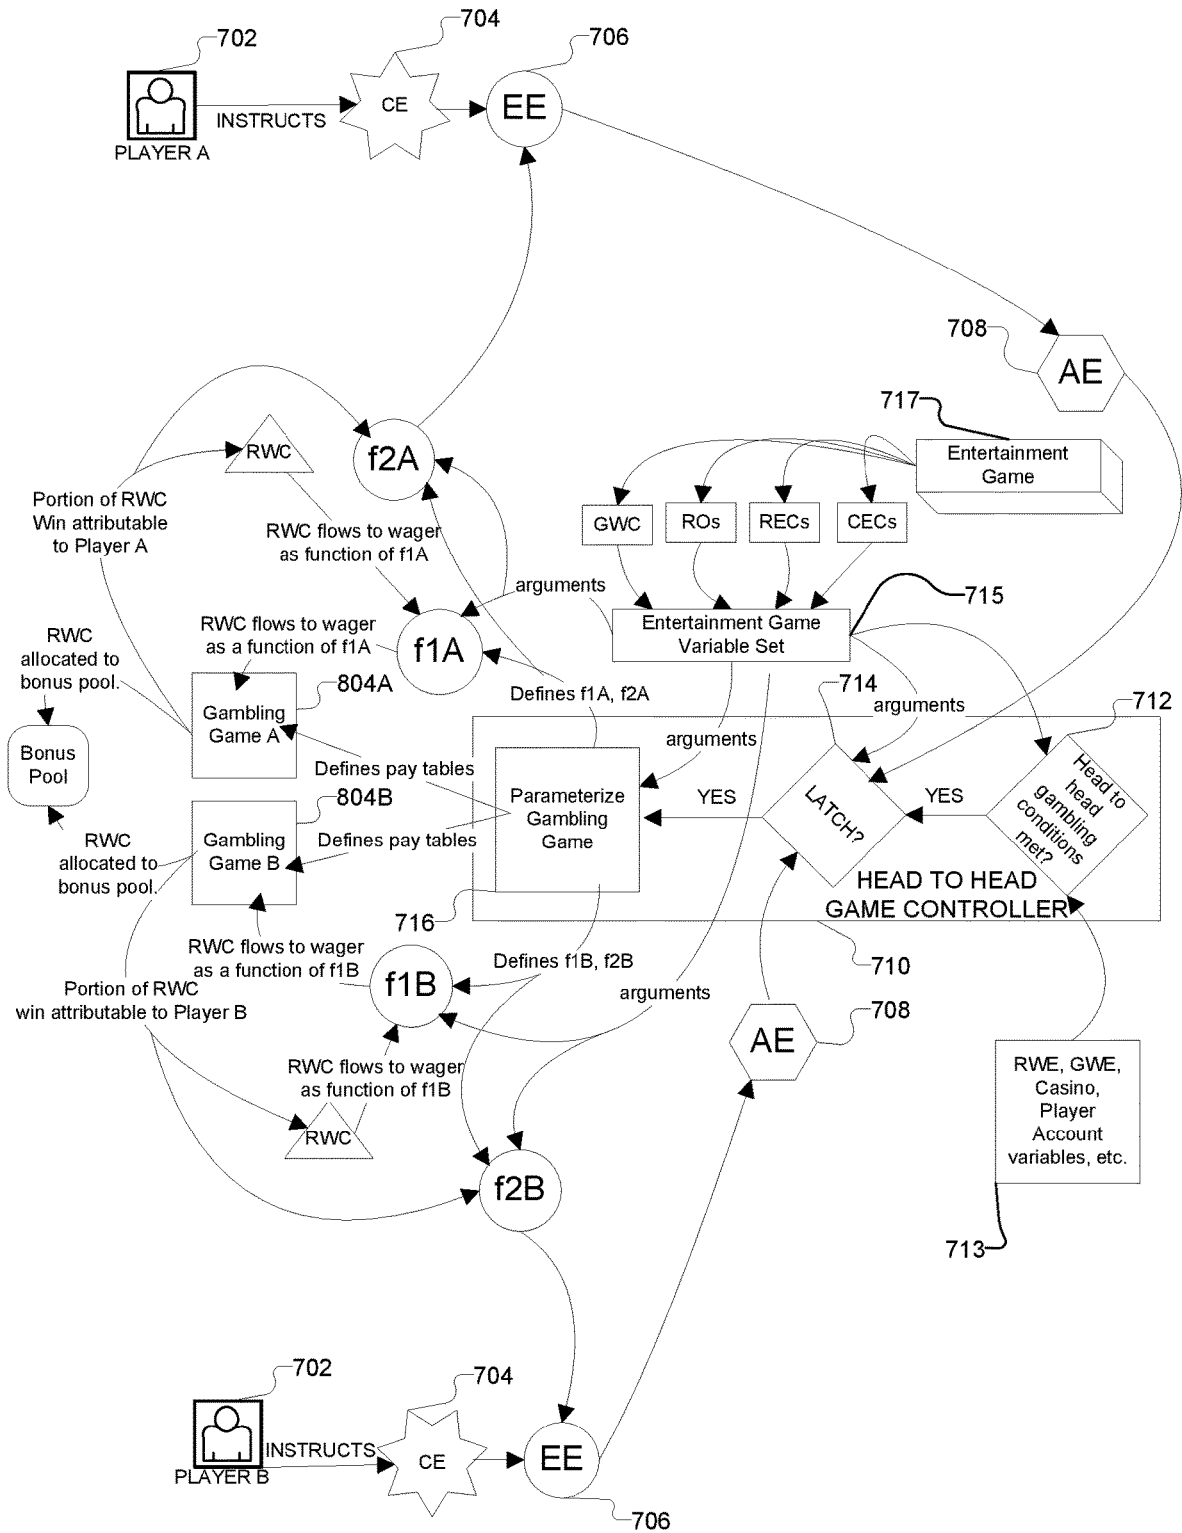 702
704
706
PLAYER A
INSTRUCTS
CE
EE
708
AE
717
Entertainment
Game
f2A
RWC
GWC
ROs
RECs
CECs
Portion of RWC
Win attributable
to Player A
RWC flows to wager
as function of f1A
arguments
Entertainment Game
Variable Set
715
RWC
allocated to
bonus pool.
RWC flows to wager
as a function of f1A
f1A
804A
Gambling
Game A
Defines f1A, f2A
714
arguments
712
arguments
Bonus
Pool
Defines pay tables
Parameterize
Gambling
Game
YES
LATCH?
YES
Head to
head
gambling
conditions
met?
804B
Gambling
Game B
Defines pay tables
RWC
allocated to
bonus pool.
HEAD TO HEAD
GAME CONTROLLER
716
710
RWC flows to wager
as a function of f1B
f1B
Defines f1B, f2B
arguments
Portion of RWC
win attributable to Player B
708
AE
RWC flows to wager
as function of f1B
RWC
RWE, GWE,
Casino,
Player
Account
variables, etc.
f2B
713
702
704
INSTRUCTS
PLAYER B
CE
EE
706